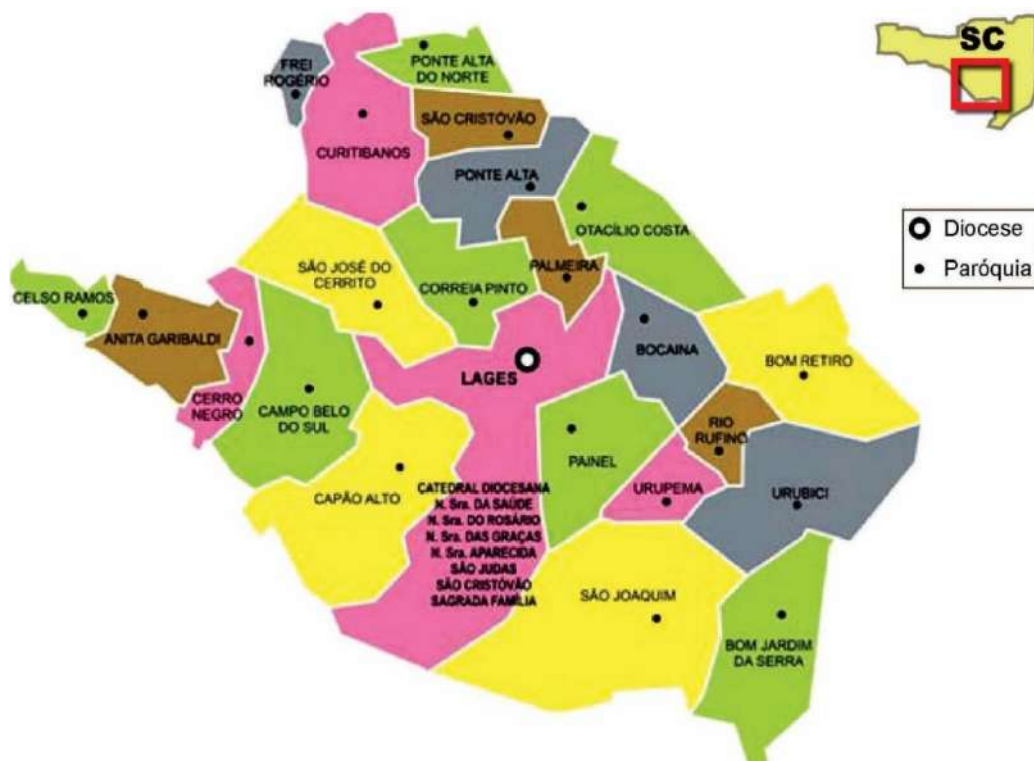 SC
FREI
ROGÉRIO
PONTE ALTA
DO NORTE
SÃO CRISTÓVÃO
CURITIBANOS
PONTE ALTA
Diocese
Paróquia
OTACÍLIO COSTA
SÃO JOSÉ DO
CERRITO
PALMEIRA
CORREIA PINTO
CELSO RAMOS
ANITA GARIBALDI
BOCAINA
BOM RETIRO
LAGES
CERRO
NEGRO
CAMPO BELO
DO SUL
RIO
RUFINO
PAINEL
CAPÃO ALTO
URUPEMA
URUBICI
CATEDRAL DIOCESANA
N. Sra. DA SAÚDE
N. Sra. DO ROSÁRIO
N. Sra. DAS GRAÇAS
N. Sra. APARECIDA
SÃO JUDAS
SÃO CRISTÓVÃO
SAGRADA FAMÍLIA
SÃO JOAQUIM
BOM JARDIM
DA SERRA